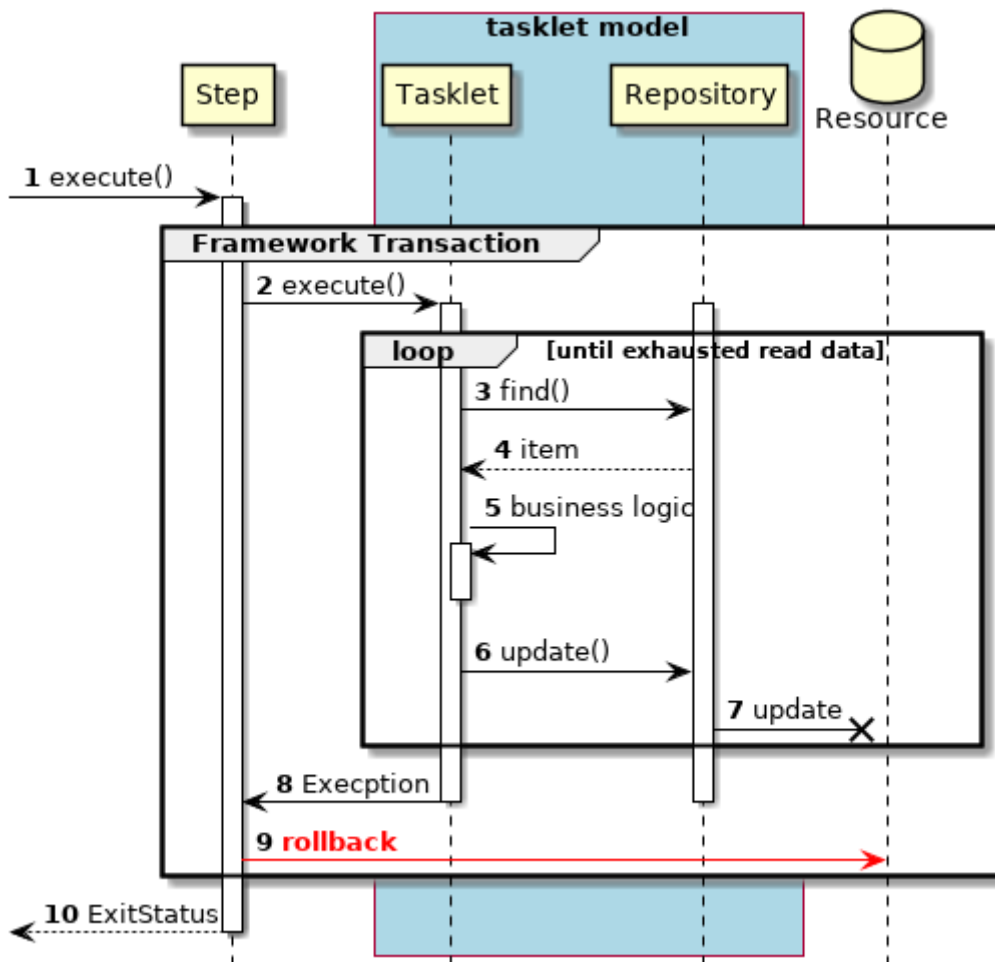 tasklet model
Step
Tasklet
Repository
Resource
1 execute()
Framework Transaction
2 execute()
loop [until exhausted read data]
3 find()
4 item
5 business logic
6 update()
7 update
8 Execption
9 rollback
10 ExitStatus